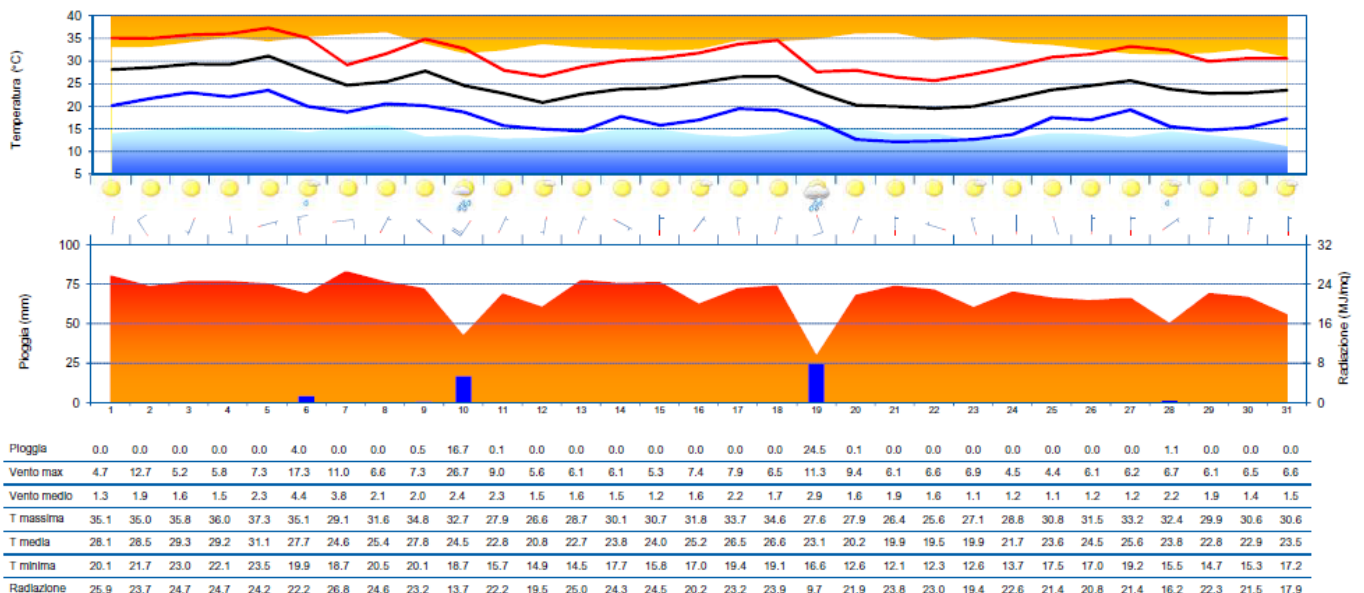 Temperatura (°C)
40
35
30
25
20
15
10
5
Pioggia (mm)
100
75
50
25
0
Radiazione (MJ/mq)
32
24
16
8
0
1 2 3 4 5 6 7 8 9 10 11 12 13 14 15 16 17 18 19 20 21 22 23 24 25 26 27 28 29 30 31
Pioggia 0.0 0.0 0.0 0.0 0.0 4.0 0.0 0.0 0.5 16.7 0.1 0.0 0.0 0.0 0.0 0.0 0.0 0.0 24.5 0.1 0.0 0.0 0.0 0.0 0.0 0.0 0.0 1.1 0.0 0.0 0.0
Vento max 4.7 12.7 5.2 5.8 7.3 17.3 11.0 6.6 7.3 26.7 9.0 5.6 6.1 6.1 5.3 7.4 7.9 6.5 11.3 9.4 6.1 6.6 6.9 4.5 4.4 6.1 6.2 6.7 6.1 6.5 6.6
Vento medio 1.3 1.9 1.6 1.5 2.3 4.4 3.8 2.1 2.0 2.4 2.3 1.5 1.6 1.5 1.2 1.6 2.2 1.7 2.9 1.6 1.9 1.6 1.1 1.2 1.1 1.2 1.2 2.2 1.9 1.4 1.5
T massima 35.1 35.0 35.8 36.0 37.3 35.1 29.1 31.6 34.8 32.7 27.9 26.6 28.7 30.1 30.7 31.8 33.7 34.6 27.6 27.9 26.4 25.6 27.1 28.8 30.8 31.5 33.2 32.4 29.9 30.6 30.6
T media 28.1 28.5 29.3 29.2 31.1 27.7 24.6 25.4 27.8 24.5 22.8 20.8 22.7 23.8 24.0 25.2 26.5 26.6 23.1 20.2 19.9 19.5 19.9 21.7 23.6 24.5 25.6 23.8 22.8 22.9 23.5
T minima 20.1 21.7 23.0 22.1 23.5 19.9 18.7 20.5 20.1 18.7 15.7 14.9 14.5 17.7 15.8 17.0 19.4 19.1 16.6 12.6 12.1 12.3 12.6 13.7 17.5 17.0 19.2 15.5 14.7 15.3 17.2
Radiazione 25.9 23.7 24.7 24.7 24.2 22.2 26.8 24.6 23.2 13.7 22.2 19.5 25.0 24.3 24.5 20.2 23.2 23.9 9.7 21.9 23.8 23.0 19.4 22.6 21.4 20.8 21.4 16.2 22.3 21.5 17.9